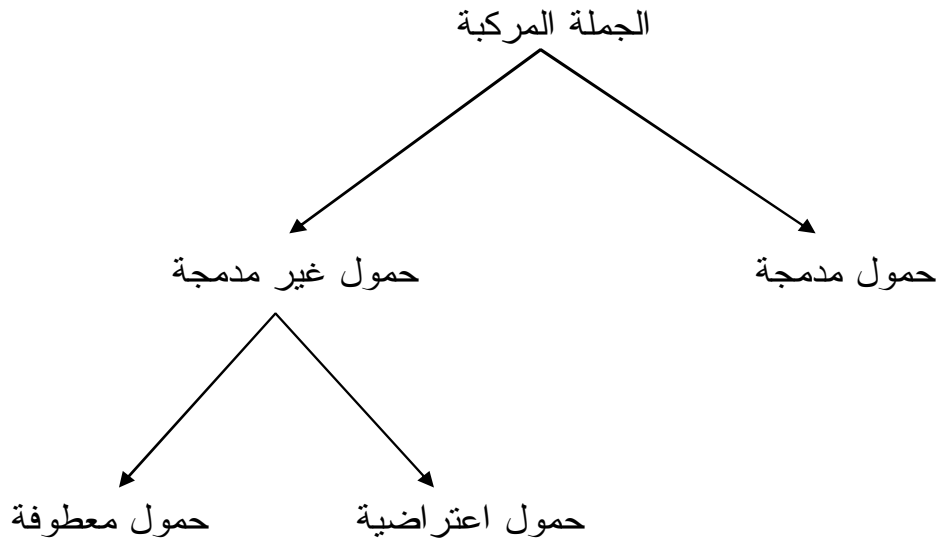 الجملة المركبة
حمول مدمجة
حمول غير مدمجة
حمول اعتراضية
حمول معطوفة